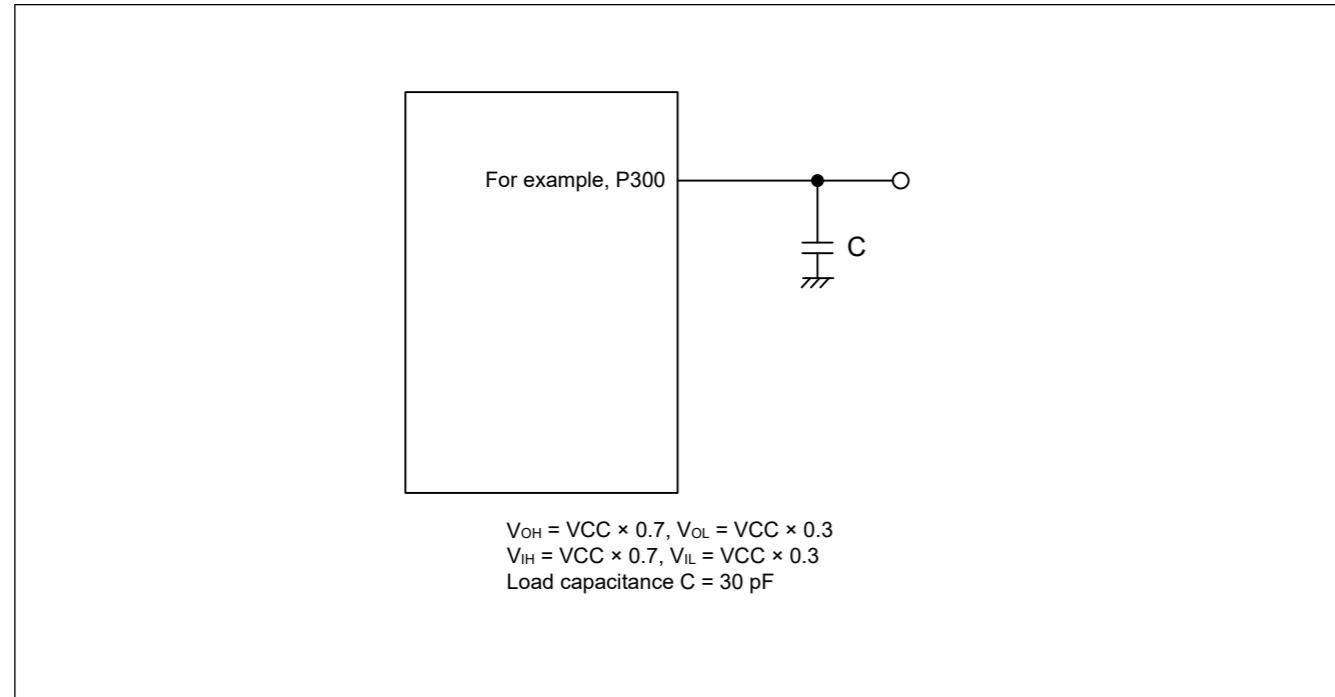 For example, P300
C
VOH = VCC × 0.7, VOL = VCC × 0.3
VIH = VCC × 0.7, VIL = VCC × 0.3
Load capacitance C = 30 pF